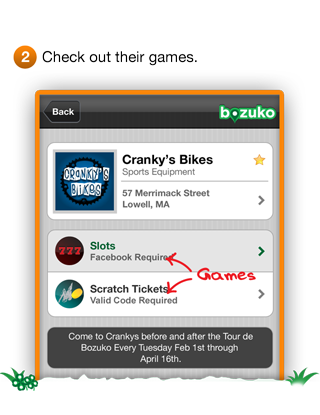 2 Check out their games.
Back
bozuko
Cranky's Bikes
Sports Equipment
CRANKY'S
BIKES
57 Merrimack Street
Lowell, MA
777
Slots
Facebook Require
Games
Scratch Tickets
Valid Code Required
Come to Crankys before and after the Tour de
Bozuko Every Tuesday Feb 1st through
April 16th.